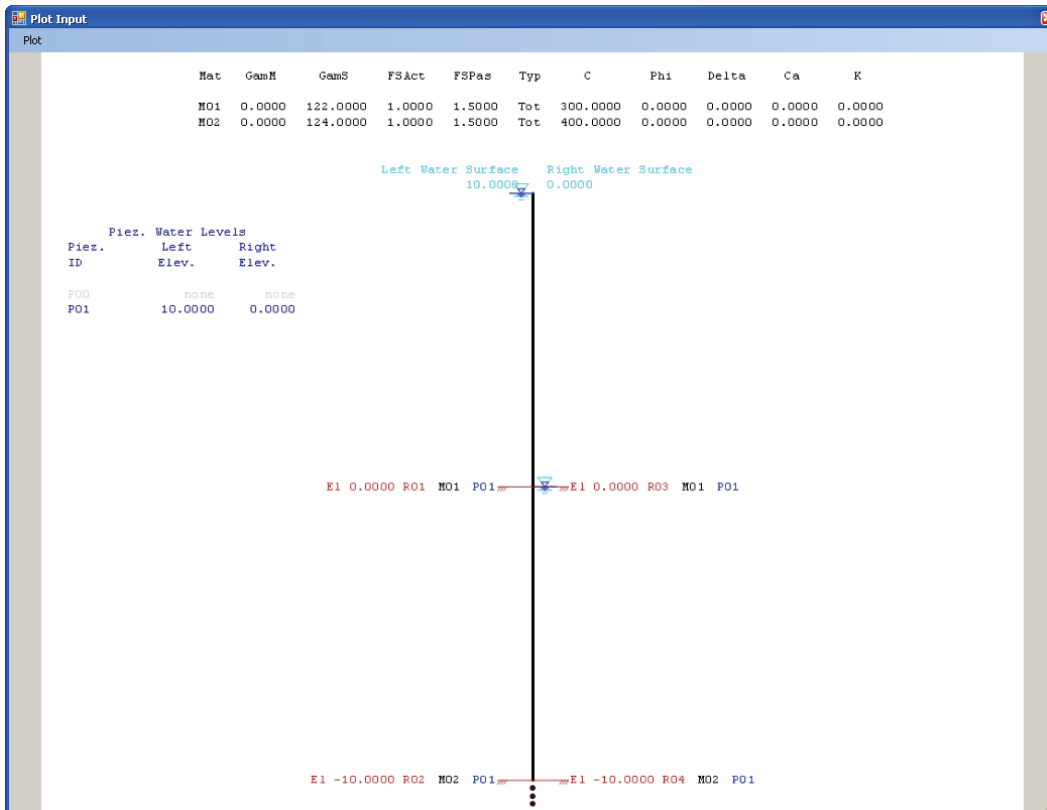 Plot Input
Plot
Mat GamM GamS FSAct FSPas Typ C Phi Delta Ca K
M01 0.0000 122.0000 1.0000 1.5000 Tot 300.0000 0.0000 0.0000 0.0000 0.0000
M02 0.0000 124.0000 1.0000 1.5000 Tot 400.0000 0.0000 0.0000 0.0000 0.0000
Left Water Surface Right Water Surface
10.0000 0.0000
Piez. Water Levels
Piez. Left Right
ID Elev. Elev.
P00 none none
P01 10.0000 0.0000
El 0.0000 R01 M01 P01 El 0.0000 R03 M01 P01
El -10.0000 R02 M02 P01 El -10.0000 R04 M02 P01